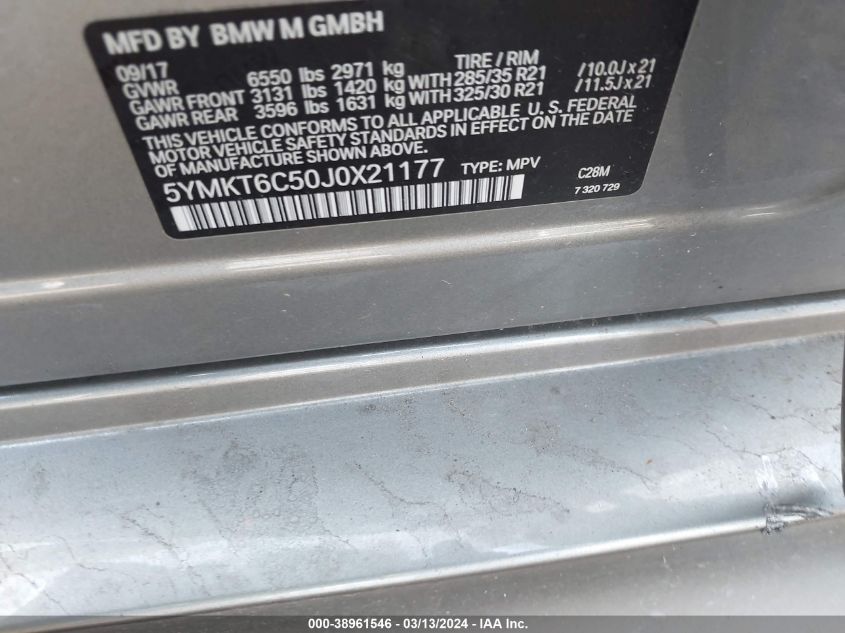 MFD BY BMW M GMBH
09/17 TIRE / RIM
GVWR 6550 lbs 2971 kg
GAWR FRONT 3131 lbs 1420 kg WITH 285/35 R21 /10.0J x 21
GAWR REAR 3596 lbs 1631 kg WITH 325/30 R21 /11.5J x 21
THIS VEHICLE CONFORMS TO ALL APPLICABLE U. S. FEDERAL
MOTOR VEHICLE SAFETY STANDARDS IN EFFECT ON THE DATE
OF MANUFACTURE SHOWN ABOVE.
5YMKT6C50J0X21177 TYPE: MPV C28M
7 320 729
000-38961546 / 03/13/2024 - IAA Inc.